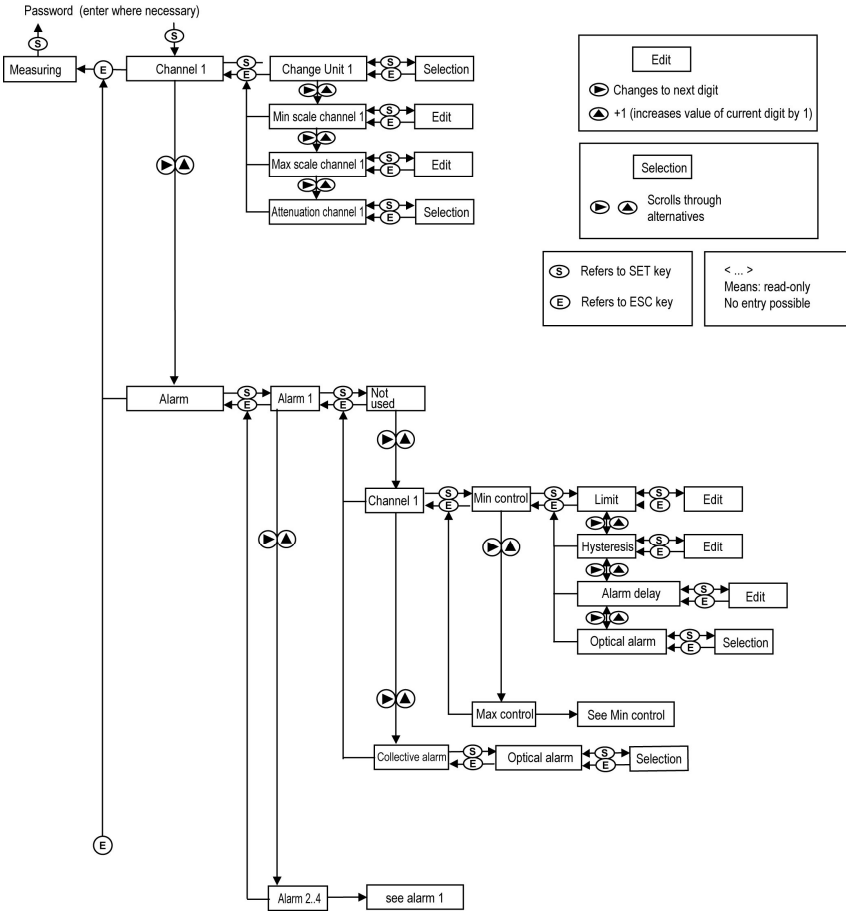 Password (enter where necessary)
S
S
Measuring
E
Channel 1
S
E
Change Unit 1
S
E
Selection
Min scale channel 1
S
E
Edit
Max scale channel 1
S
E
Edit
Attenuation channel 1
S
E
Selection
Edit
Changes to next digit
+1 (increases value of current digit by 1)
Selection
Scrolls through
alternatives
S Refers to SET key
E Refers to ESC key
< ... >
Means: read-only
No entry possible
Alarm
S
E
Alarm 1
S
E
Not
used
Channel 1
S
E
Min control
S
E
Limit
S
E
Edit
Hysteresis
S
E
Edit
Alarm delay
S
E
Edit
Optical alarm
S
E
Selection
Max control
See Min control
Collective alarm
S
E
Optical alarm
S
E
Selection
E
Alarm 2..4
see alarm 1